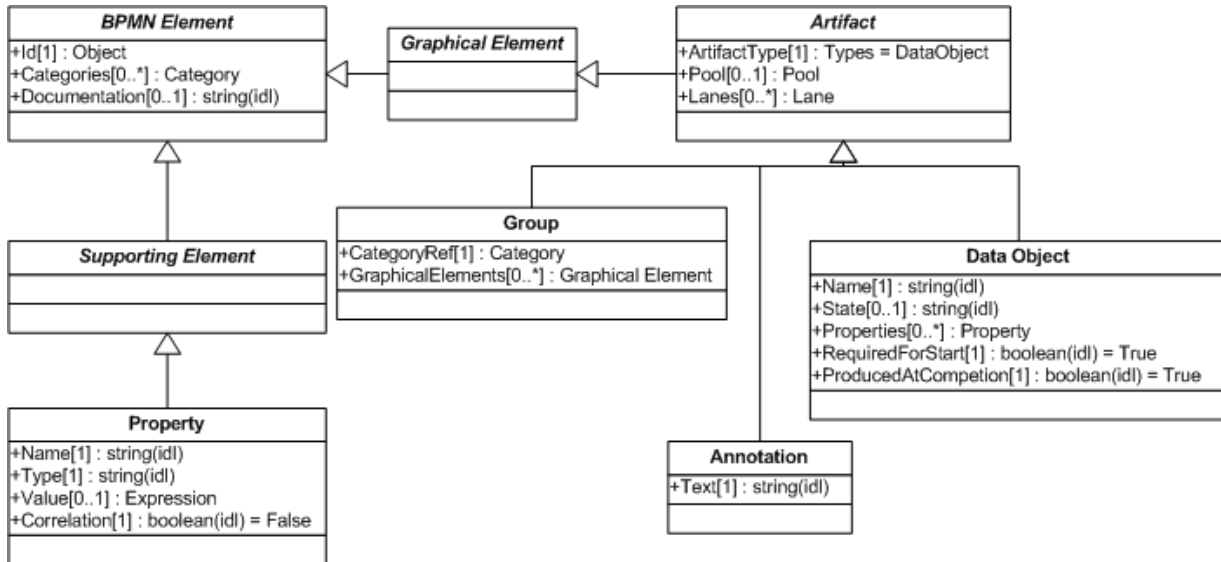 BPMN Element
+Id[1] : Object
+Categories[0..*] : Category
+Documentation[0..1] : string(idl)
Graphical Element
Artifact
+ArtifactType[1] : Types = DataObject
+Pool[0..1] : Pool
+Lanes[0..*] : Lane
Supporting Element
Group
+CategoryRef[1] : Category
+GraphicalElements[0..*] : Graphical Element
Data Object
+Name[1] : string(idl)
+State[0..1] : string(idl)
+Properties[0..*] : Property
+RequiredForStart[1] : boolean(idl) = True
+ProducedAtCompetion[1] : boolean(idl) = True
Property
+Name[1] : string(idl)
+Type[1] : string(idl)
+Value[0..1] : Expression
+Correlation[1] : boolean(idl) = False
Annotation
+Text[1] : string(idl)